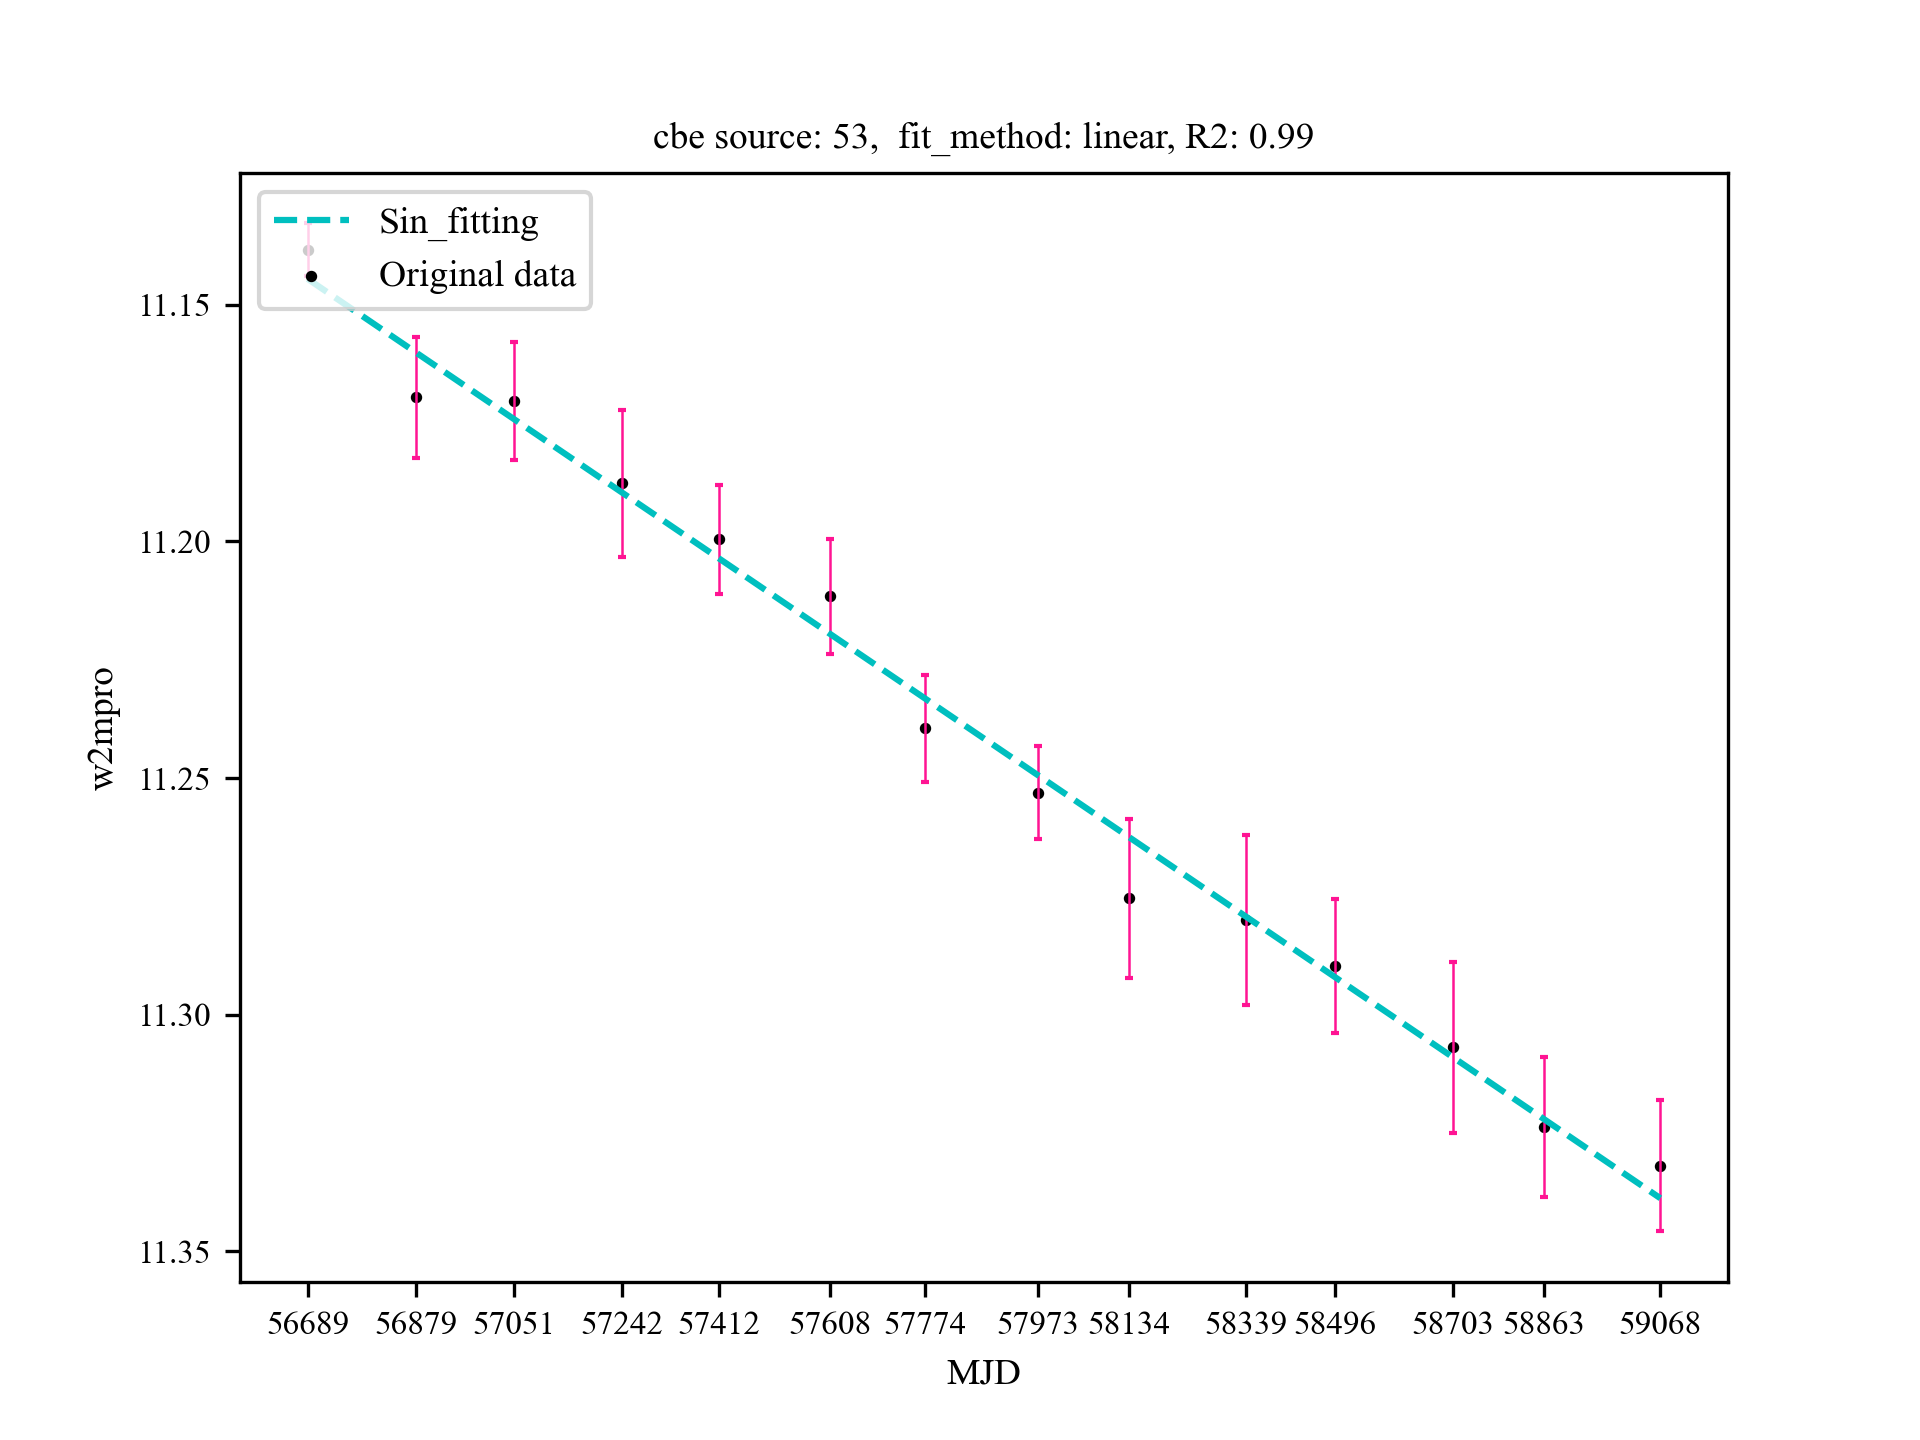 cbe source: 53,  fit_method: linear, R2: 0.99
Sin_fitting
Original data
11.15
11.20
11.25
11.30
11.35
w2mpro
56689 56879 57051 57242 57412 57608 57774 57973 58134 58339 58496 58703 58863 59068
MJD